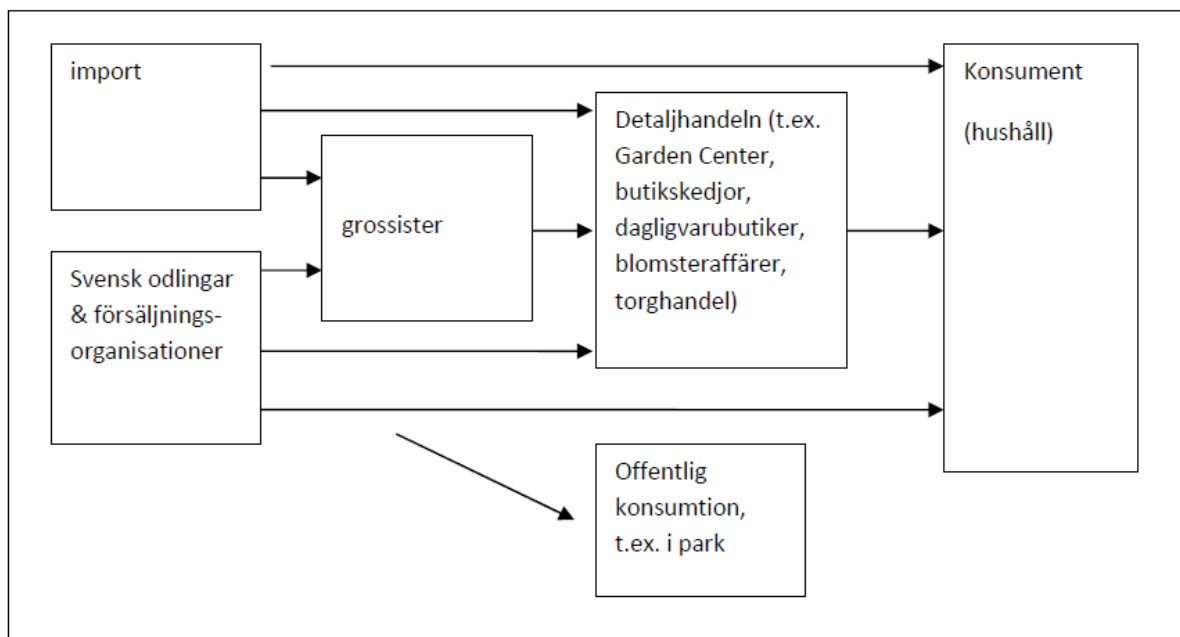 import
Konsument
(hushåll)
Detaljhandeln (t.ex.
Garden Center,
butikskedjor,
dagligvarubutiker,
blomsteraffärer,
torghandel)
grossister
Svensk odlingar
& försäljnings-
organisationer
Offentlig
konsumtion,
t.ex. i park